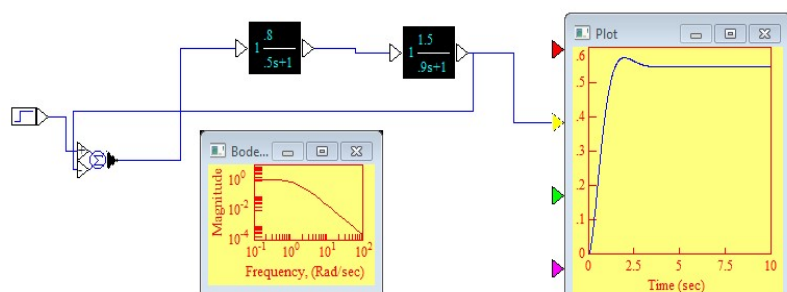 .8
1
.5s+1
1.5
1
.9s+1
+
-
Σ
Bode...
Magnitude
10^0
10^-2
10^-4
10^-1 10^0 10^1 10^2
Frequency, (Rad/sec)
Plot
.6
.5
.4
.3
.2
.1
0
0 2.5 5 7.5 10
Time (sec)